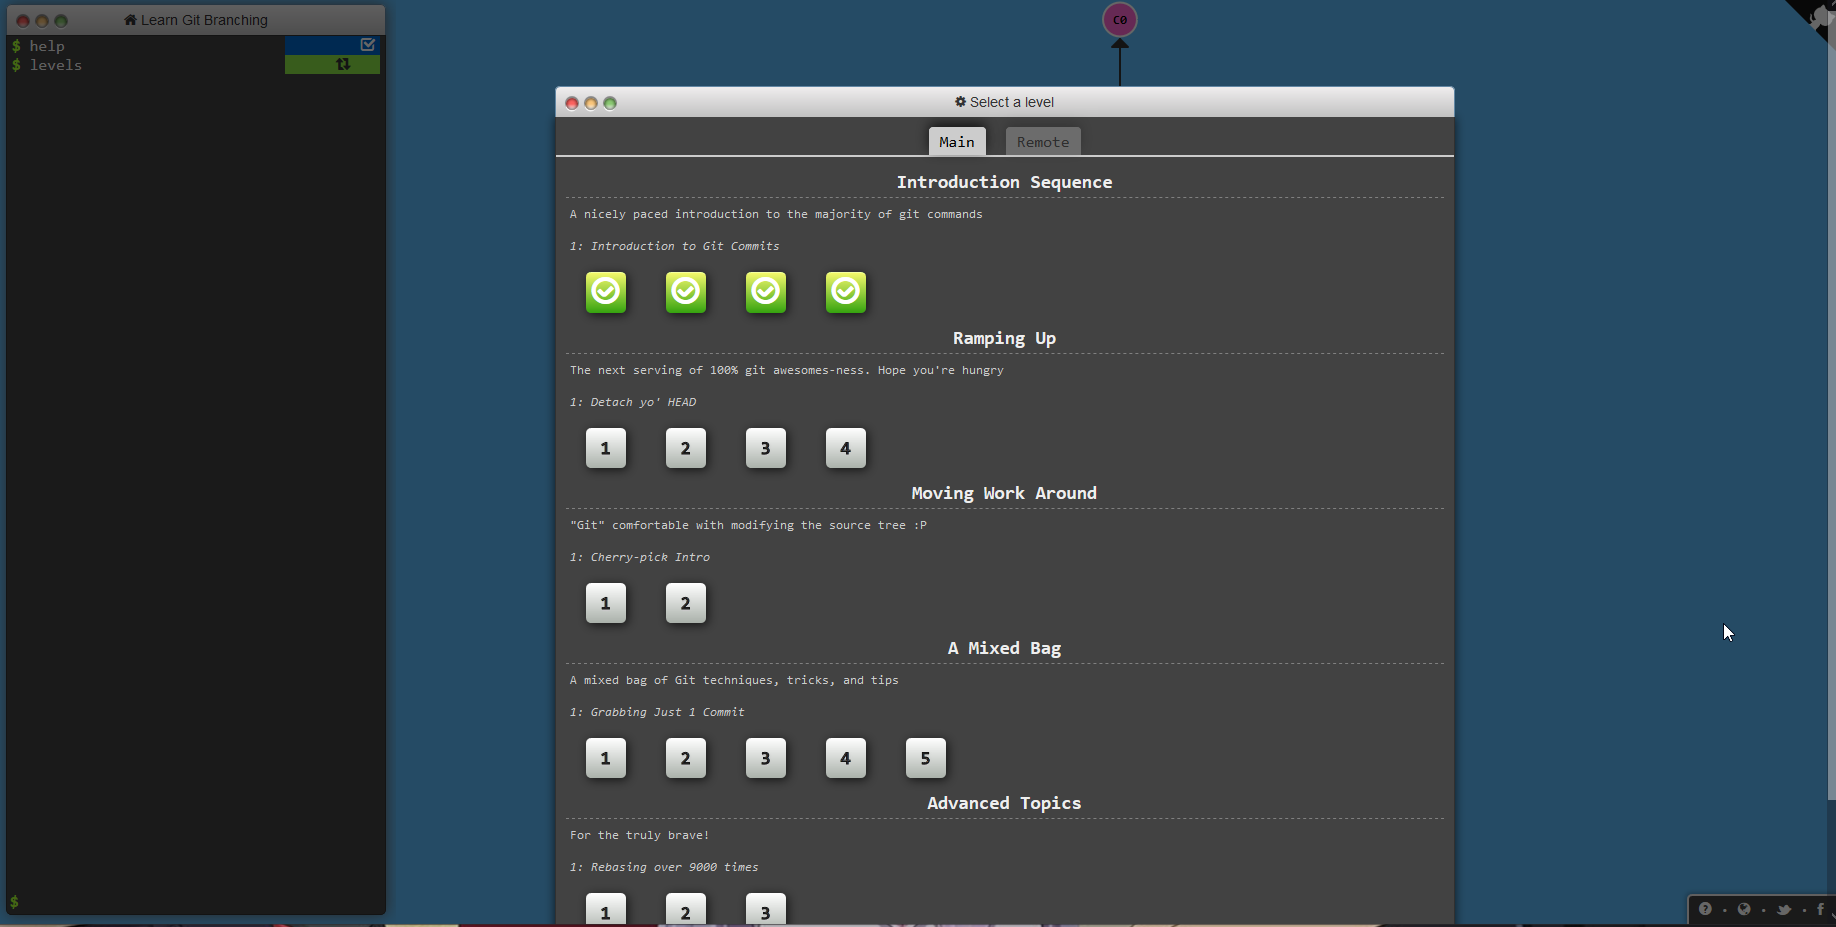 Learn Git Branching
$ help
$ levels
$
C0
Select a level
Main
Remote
Introduction Sequence
A nicely paced introduction to the majority of git commands
1: Introduction to Git Commits
Ramping Up
The next serving of 100% git awesomes-ness. Hope you're hungry
1: Detach yo' HEAD
1 2 3 4
Moving Work Around
"Git" comfortable with modifying the source tree :P
1: Cherry-pick Intro
1 2
A Mixed Bag
A mixed bag of Git techniques, tricks, and tips
1: Grabbing Just 1 Commit
1 2 3 4 5
Advanced Topics
For the truly brave!
1: Rebasing over 9000 times
1 2 3